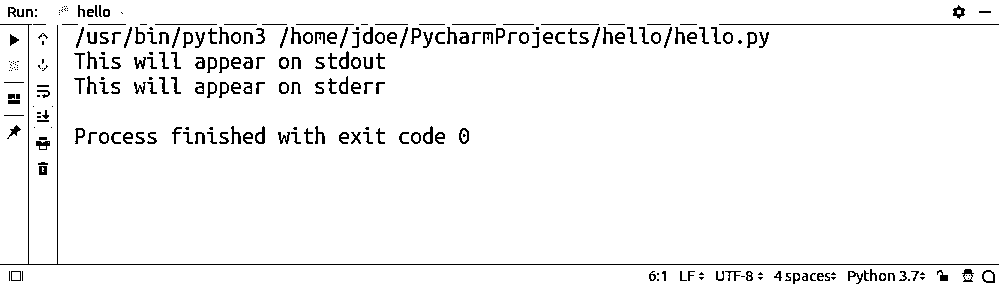 Run: hello
/usr/bin/python3 /home/jdoe/PycharmProjects/hello/hello.py
This will appear on stdout
This will appear on stderr
Process finished with exit code 0
6:1 LF UTF-8 4 spaces Python 3.7